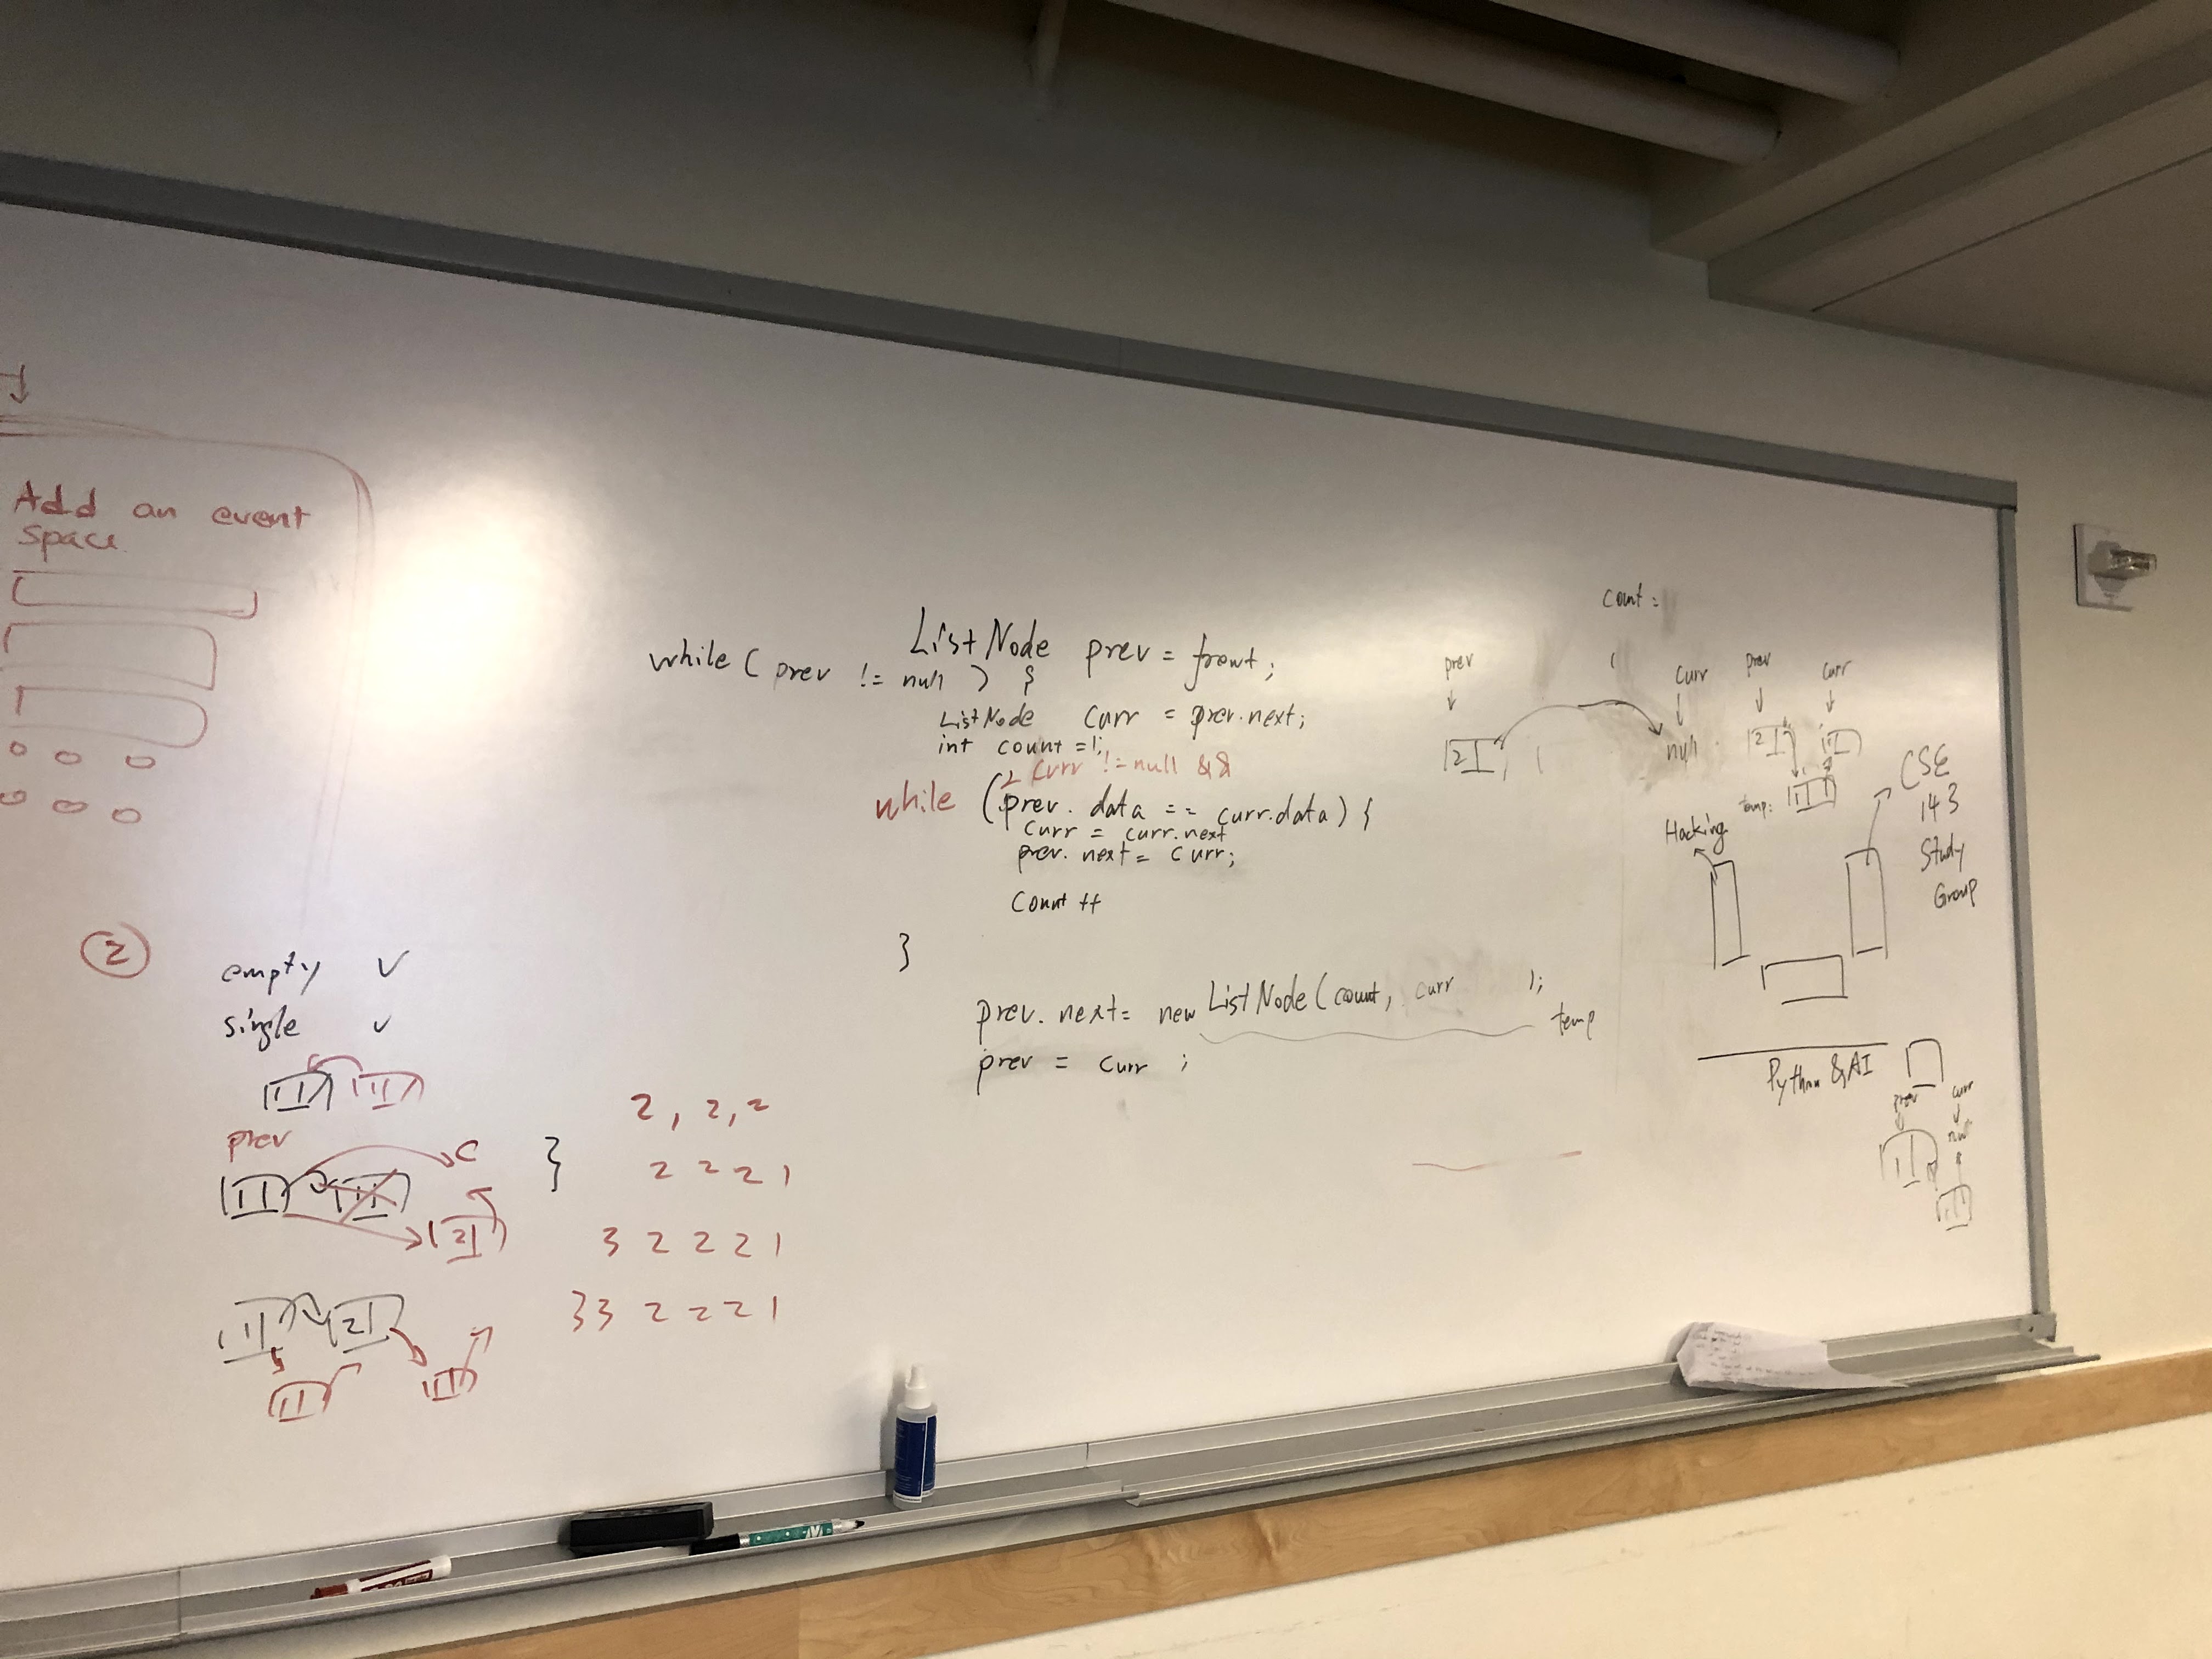 Add an event
space
ListNode prev = front;
while ( prev != null ) {
ListNode curr = prev.next;
int count = 1;
curr != null &&
while (prev.data == curr.data) {
curr = curr.next
prev.next = curr;
count ++
}
prev.next = new ListNode(count, curr );
temp
prev = curr ;
}
2
empty ✓
single ✓
1 1
prev
1 1 c
2
1 2
1 1
2, 2, 2
2 2 2 1
3 2 2 2 1
3 3 2 2 2 1
count =
prev curr prev curr
2 null 2 1
temp: 1
Hacking
CSE
143
Study
Group
Python & AI
prev curr
1 null